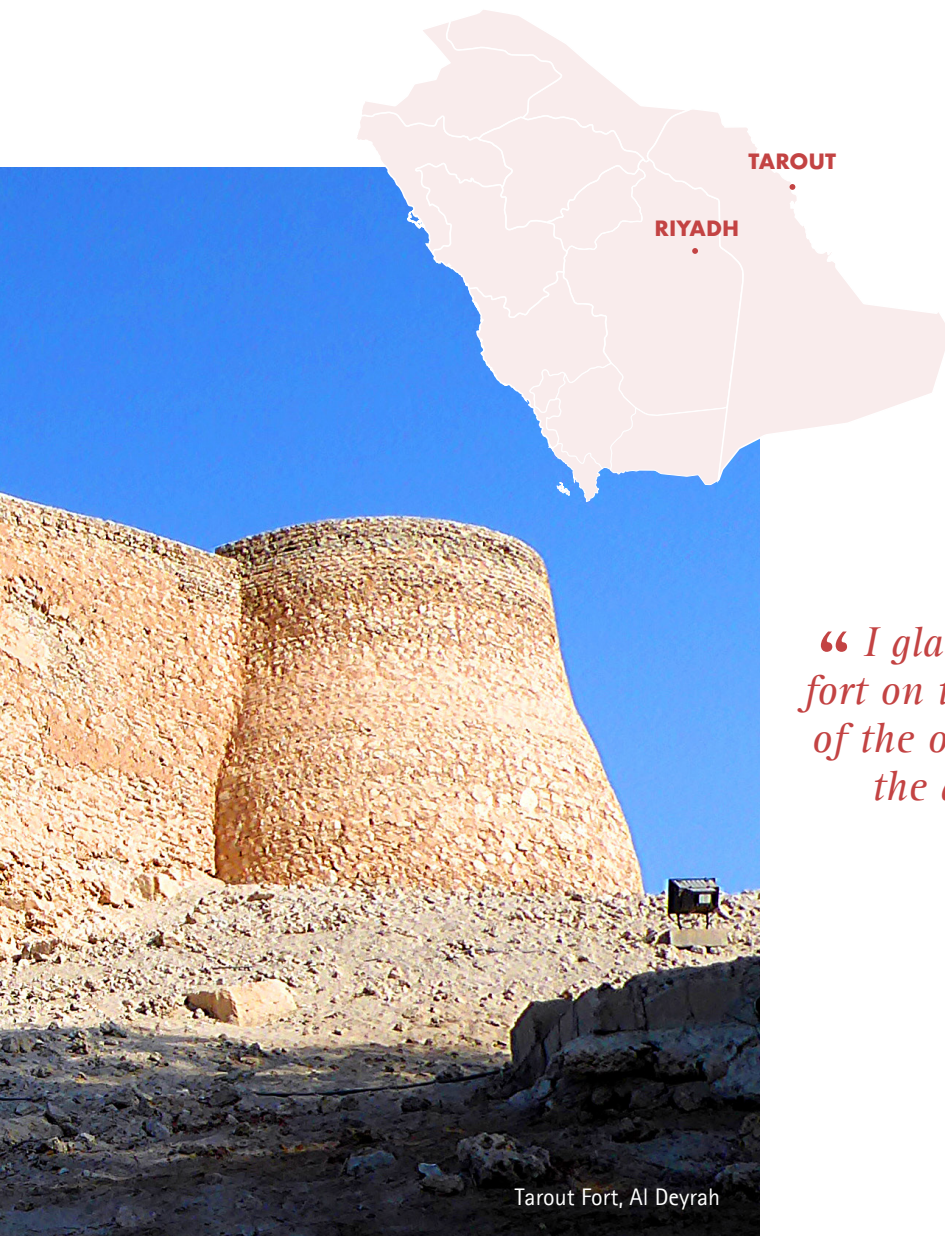 TAROUT
RIYADH
“ I gla
fort on t
of the o
the
Tarout Fort, Al Deyrah